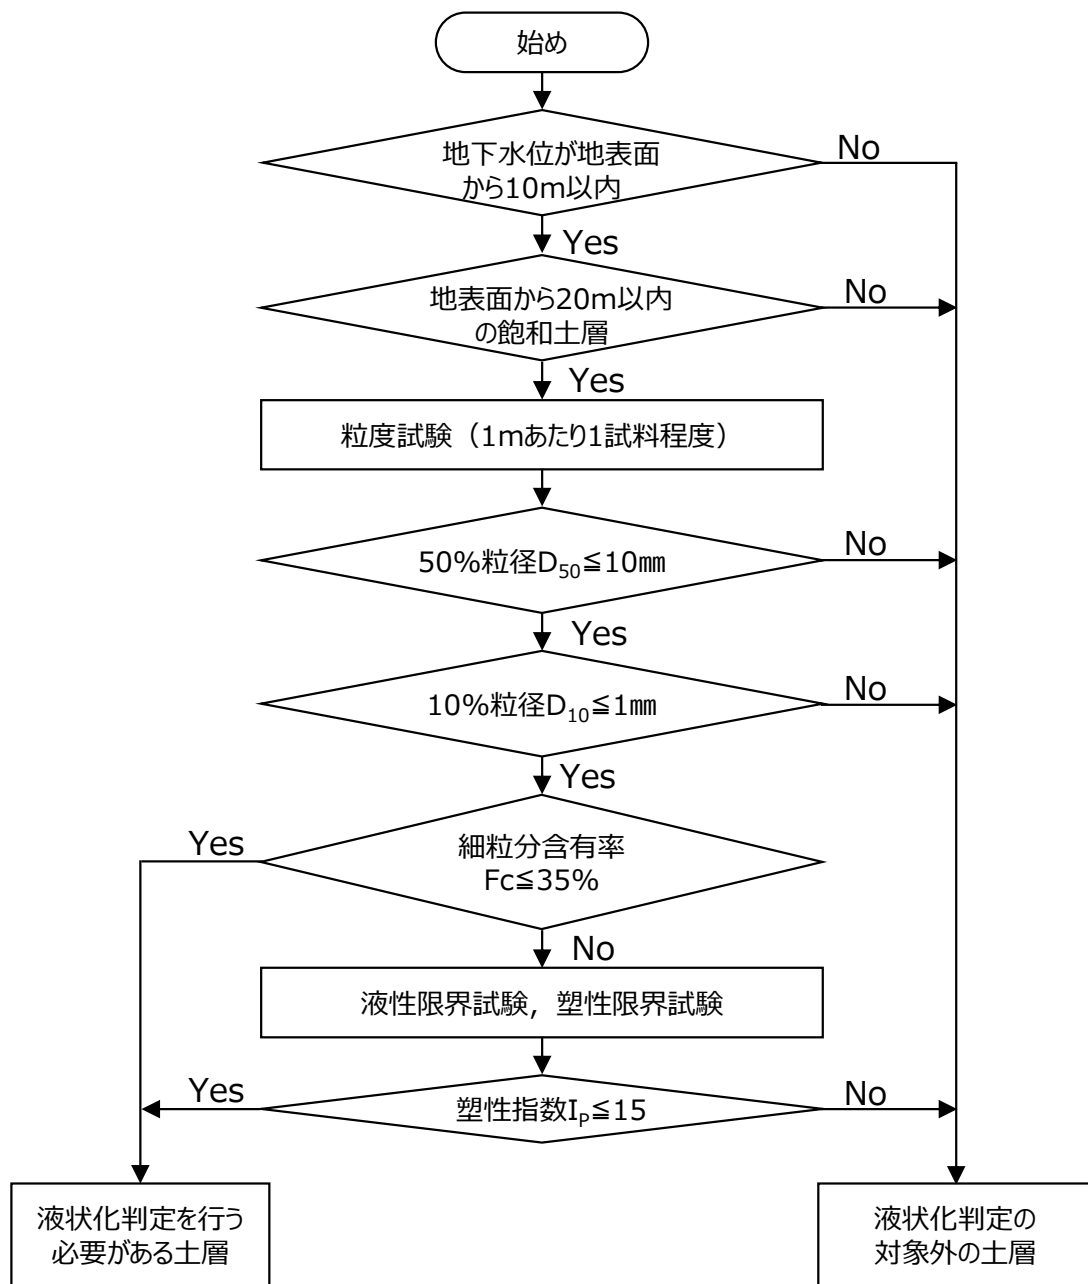 始め
地下水位が地表面
から10m以内
No
Yes
地表面から20m以内
の飽和土層
No
Yes
粒度試験（1mあたり1試料程度）
50%粒径D₅₀≦10㎜
No
Yes
10%粒径D₁₀≦1㎜
No
Yes
細粒分含有率
Fc≦35%
Yes
No
液性限界試験，塑性限界試験
Yes
塑性指数Iₚ≦15
No
液状化判定を行う
必要がある土層
液状化判定の
対象外の土層